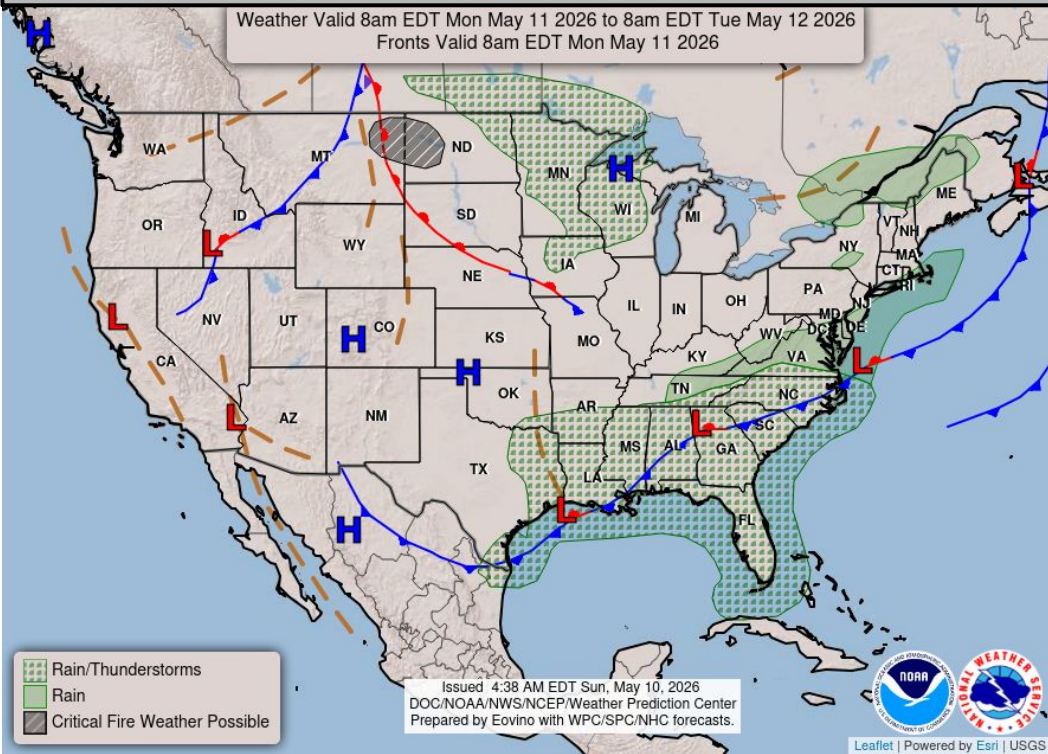 Weather Valid 8am EDT Mon May 11 2026 to 8am EDT Tue May 12 2026
Fronts Valid 8am EDT Mon May 11 2026
H
WA
MT
ND
MN
H
ME
L
OR
ID
L
SD
WI
MI
VT
NH
WY
NY
MA
CT
RI
IA
NE
L
NV
UT
H
CO
IL
IN
OH
PA
NJ
MD
DE
DC
WV
VA
CA
KS
MO
KY
L
H
OK
TN
NC
L
AZ
NM
AR
L
SC
MS
AL
GA
TX
LA
L
FL
H
Rain/Thunderstorms
Rain
Critical Fire Weather Possible
Issued 4:38 AM EDT Sun, May 10, 2026
DOC/NOAA/NWS/NCEP/Weather Prediction Center
Prepared by Eovino with WPC/SPC/NHC forecasts.
NOAA
NATIONAL WEATHER SERVICE
Leaflet | Powered by Esri | USGS